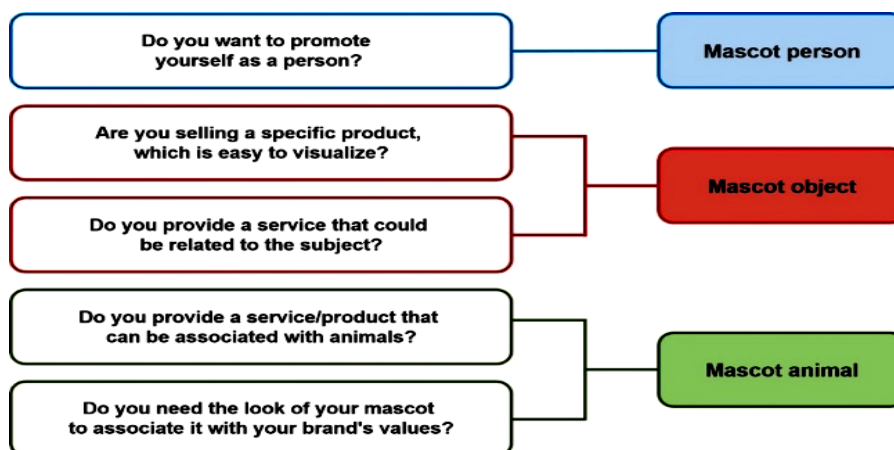 Do you want to promote
yourself as a person?
Mascot person
Are you selling a specific product,
which is easy to visualize?
Mascot object
Do you provide a service that could
be related to the subject?
Do you provide a service/product that
can be associated with animals?
Mascot animal
Do you need the look of your mascot
to associate it with your brand's values?